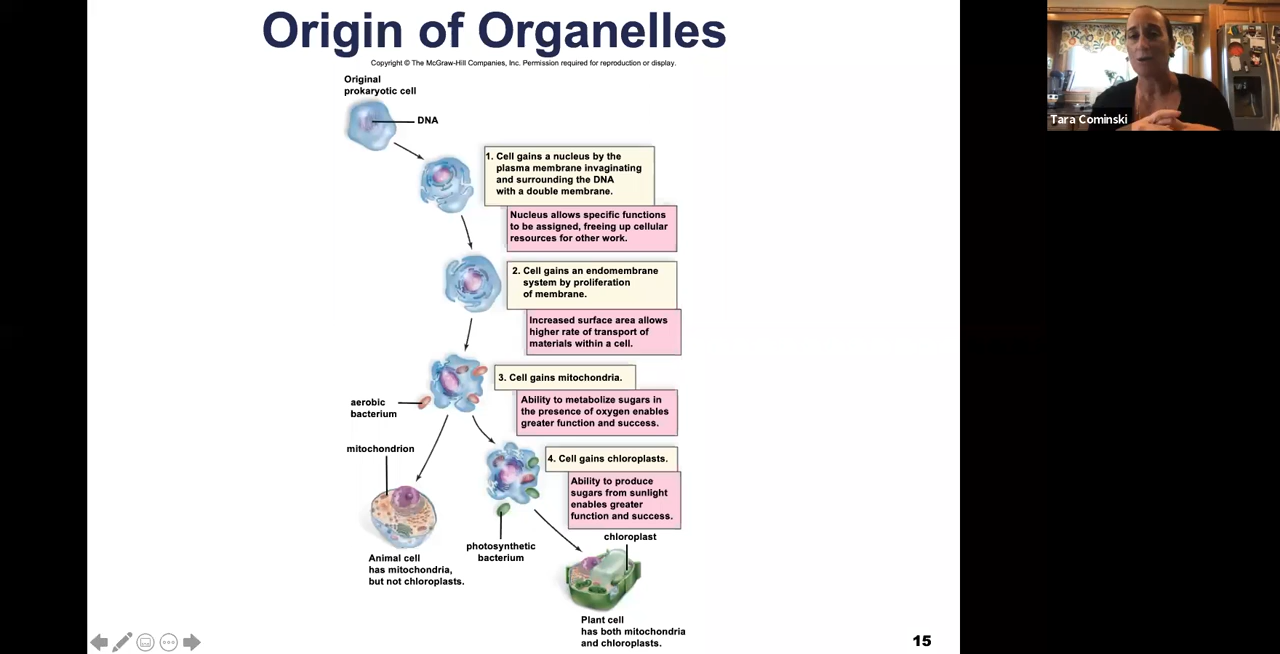 Origin of Organelles
Copyright © The McGraw-Hill Companies, Inc. Permission required for reproduction or display.
Original
prokaryotic cell
DNA
1. Cell gains a nucleus by the
plasma membrane invaginating
and surrounding the DNA
with a double membrane.
Nucleus allows specific functions
to be assigned, freeing up cellular
resources for other work.
2. Cell gains an endomembrane
system by proliferation
of membrane.
Increased surface area allows
higher rate of transport of
materials within a cell.
3. Cell gains mitochondria.
Ability to metabolize sugars in
the presence of oxygen enables
greater function and success.
aerobic
bacterium
mitochondrion
4. Cell gains chloroplasts.
Ability to produce
sugars from sunlight
enables greater
function and success.
chloroplast
photosynthetic
bacterium
Animal cell
has mitochondria,
but not chloroplasts.
Plant cell
has both mitochondria
and chloroplasts.
15
Tara Cominski